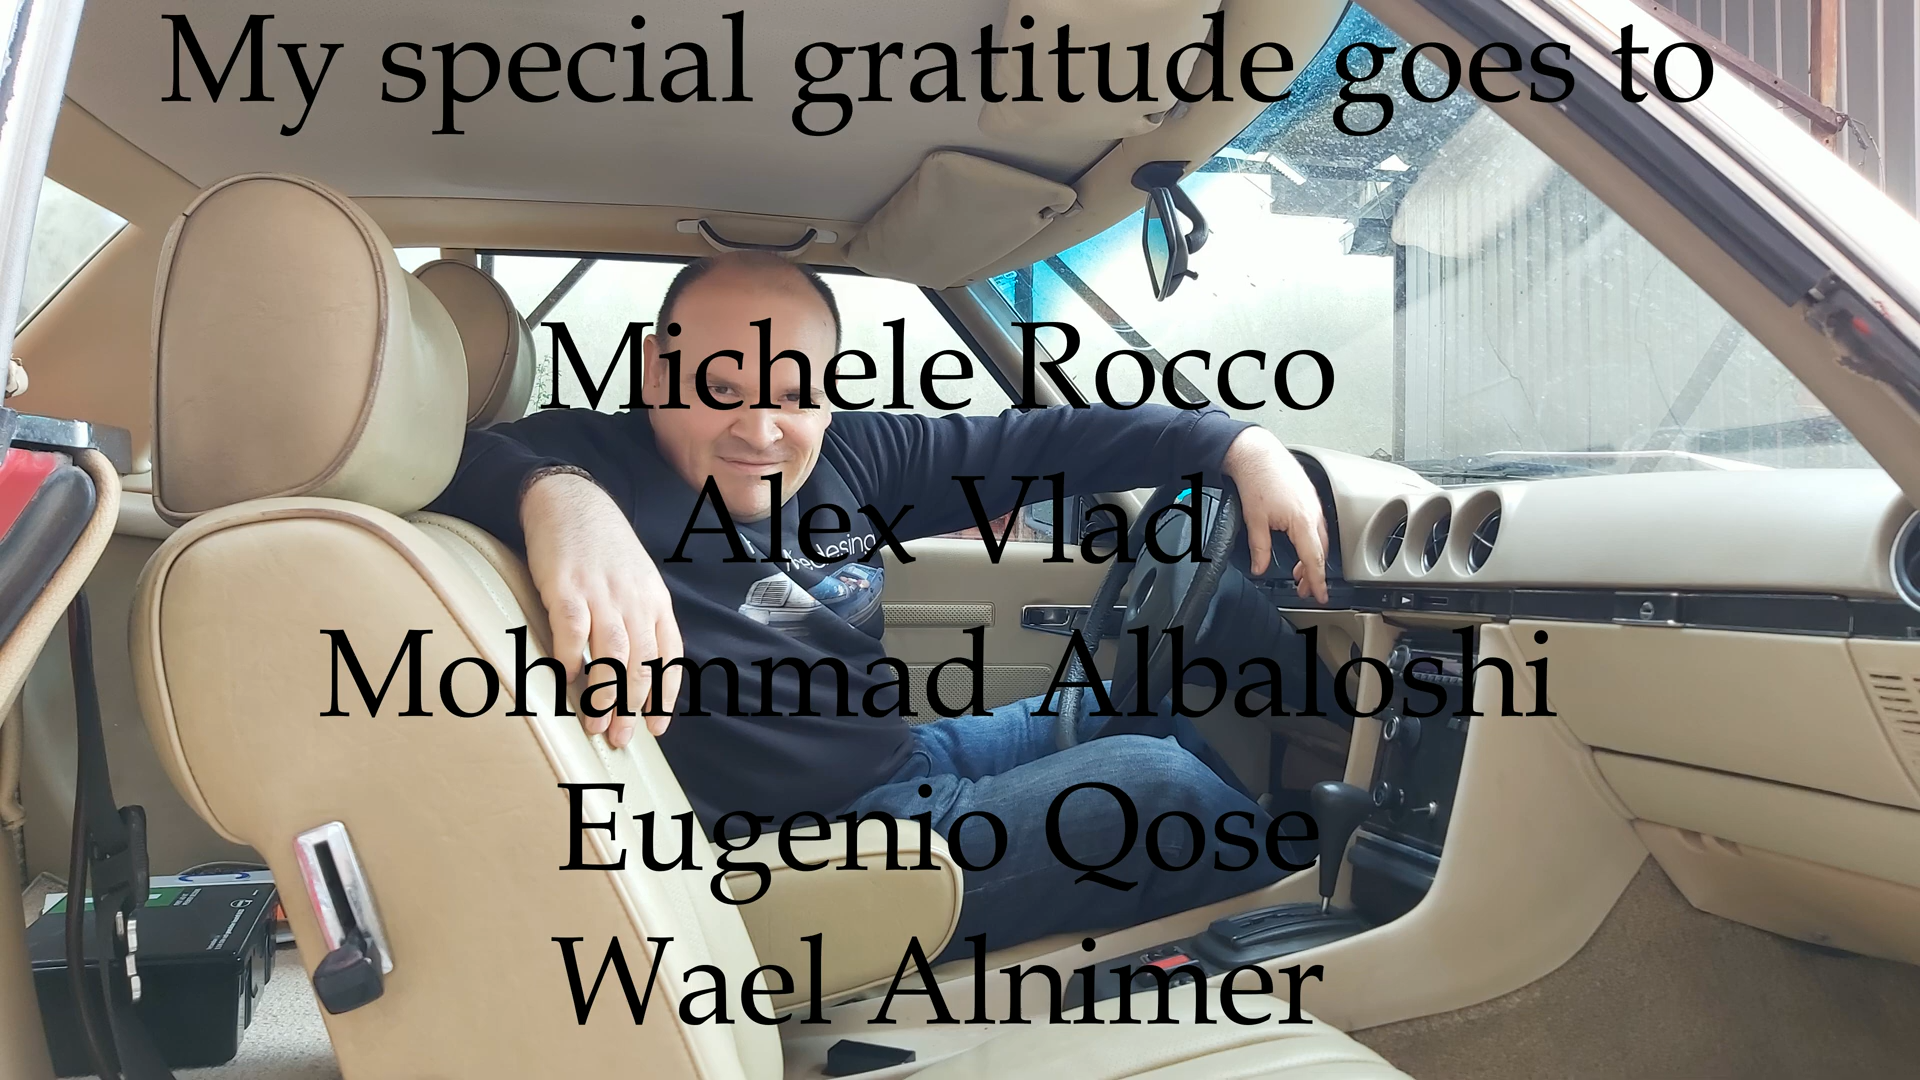 My special gratitude goes to
Michele Rocco
Alex Vlad
Mohammad Albaloshi
Eugenio Qose
Wael Alnimer